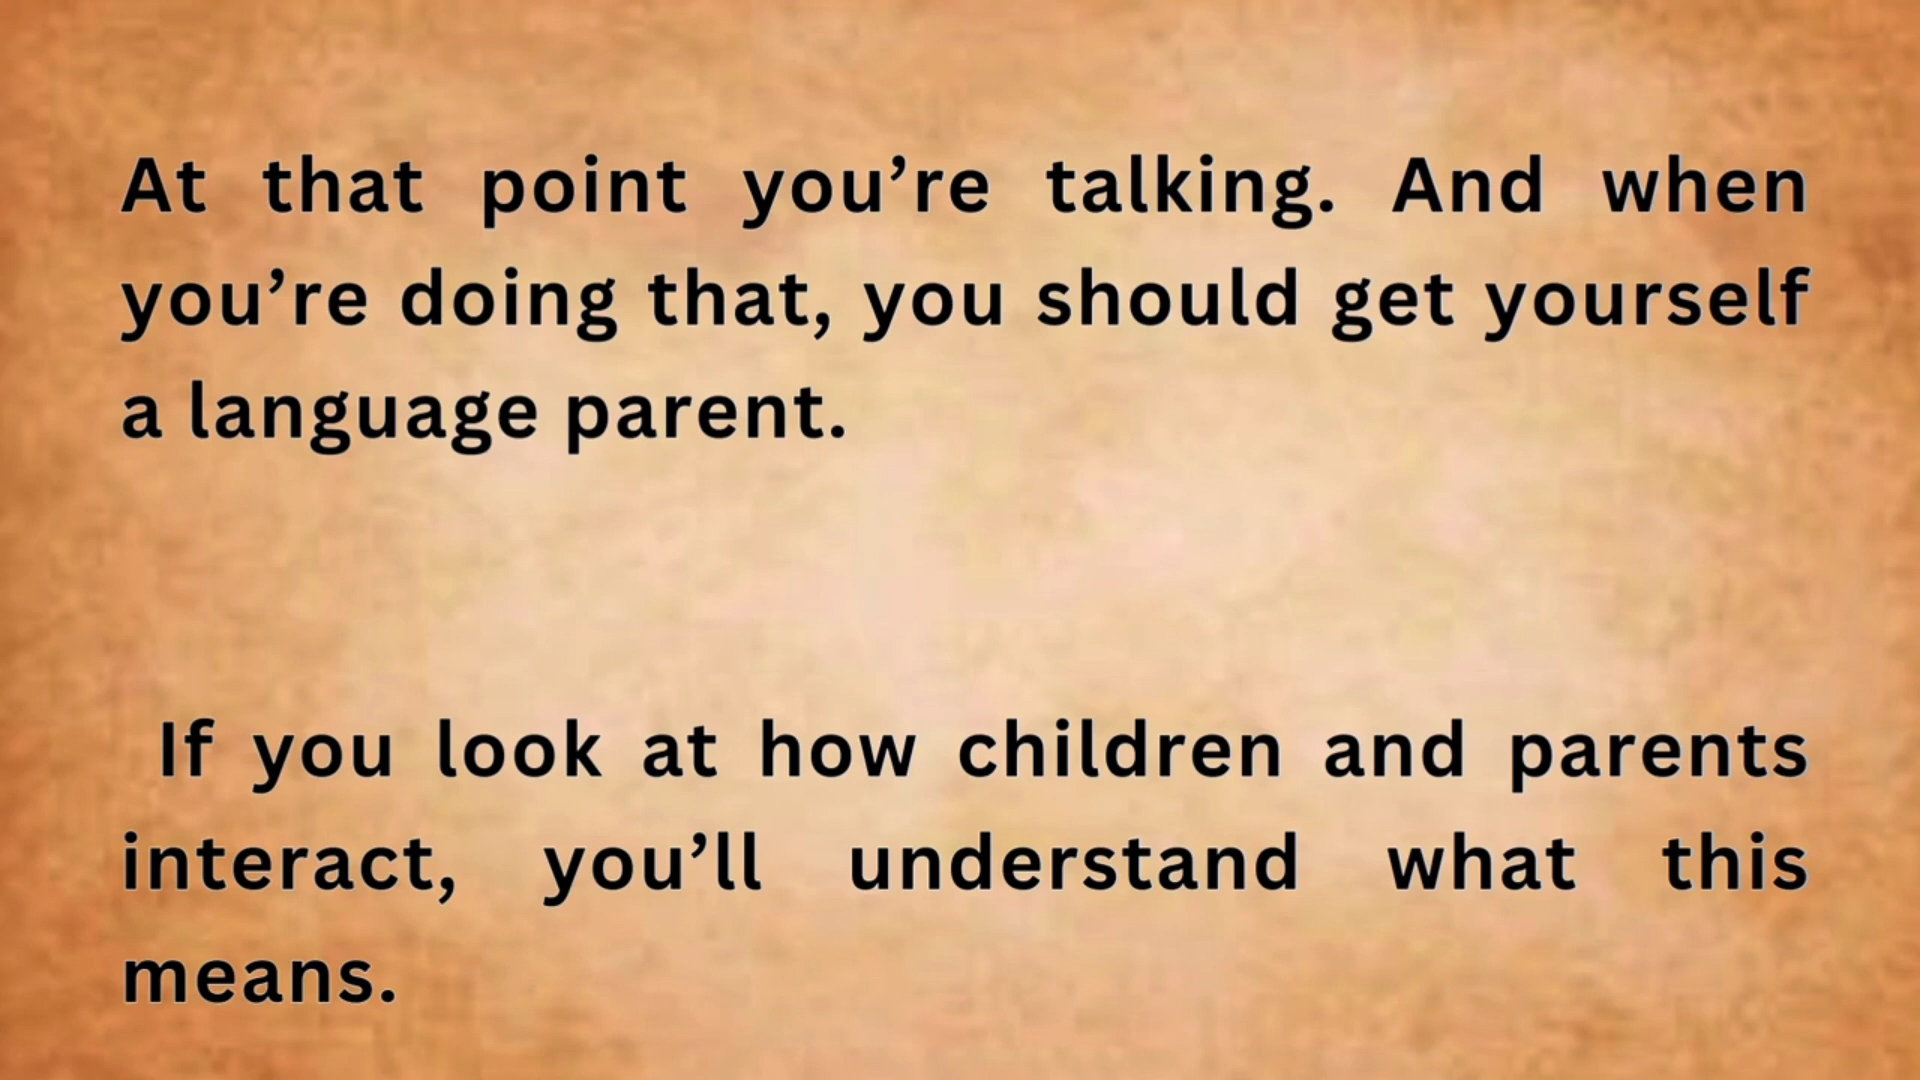 At that point you’re talking. And when
you’re doing that, you should get yourself
a language parent.
If you look at how children and parents
interact, you’ll understand what this
means.